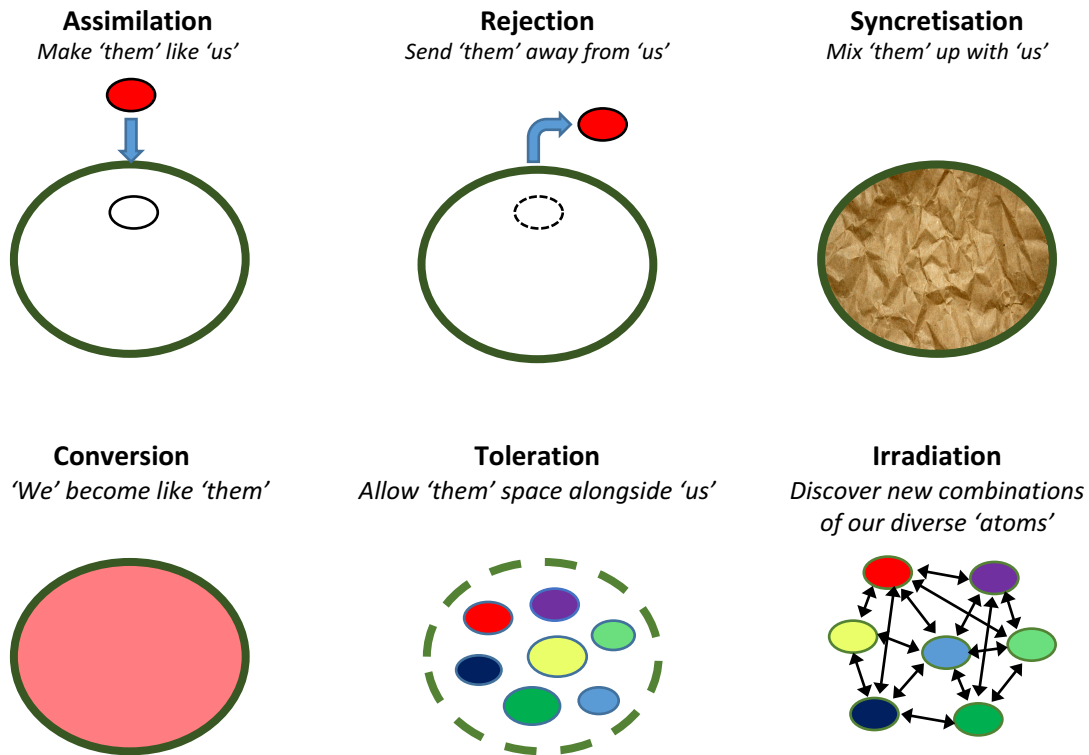 Assimilation
Make ‘them’ like ‘us’
Rejection
Send ‘them’ away from ‘us’
Syncretisation
Mix ‘them’ up with ‘us’
Conversion
‘We’ become like ‘them’
Toleration
Allow ‘them’ space alongside ‘us’
Irradiation
Discover new combinations
of our diverse ‘atoms’